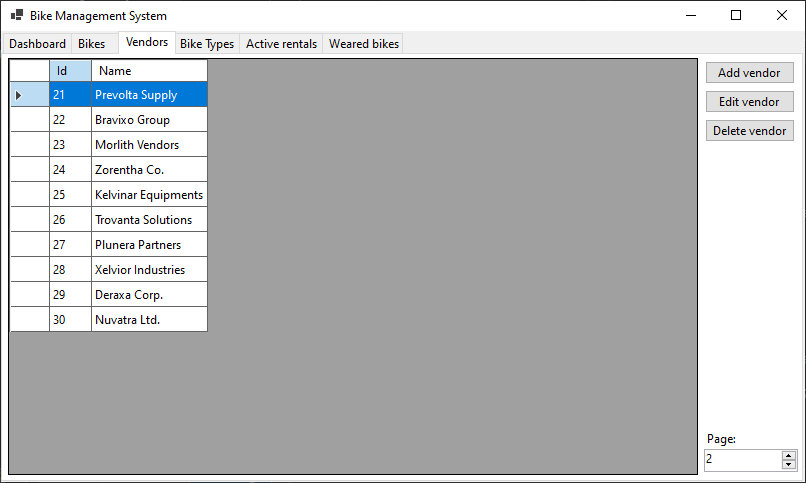 Bike Management System
Dashboard Bikes Vendors Bike Types Active rentals Weared bikes
Id Name
21 Prevolta Supply
22 Bravixo Group
23 Morlith Vendors
24 Zorentha Co.
25 Kelvinar Equipments
26 Trovanta Solutions
27 Plunera Partners
28 Xelvior Industries
29 Deraxa Corp.
30 Nuvatra Ltd.
Add vendor
Edit vendor
Delete vendor
Page:
2